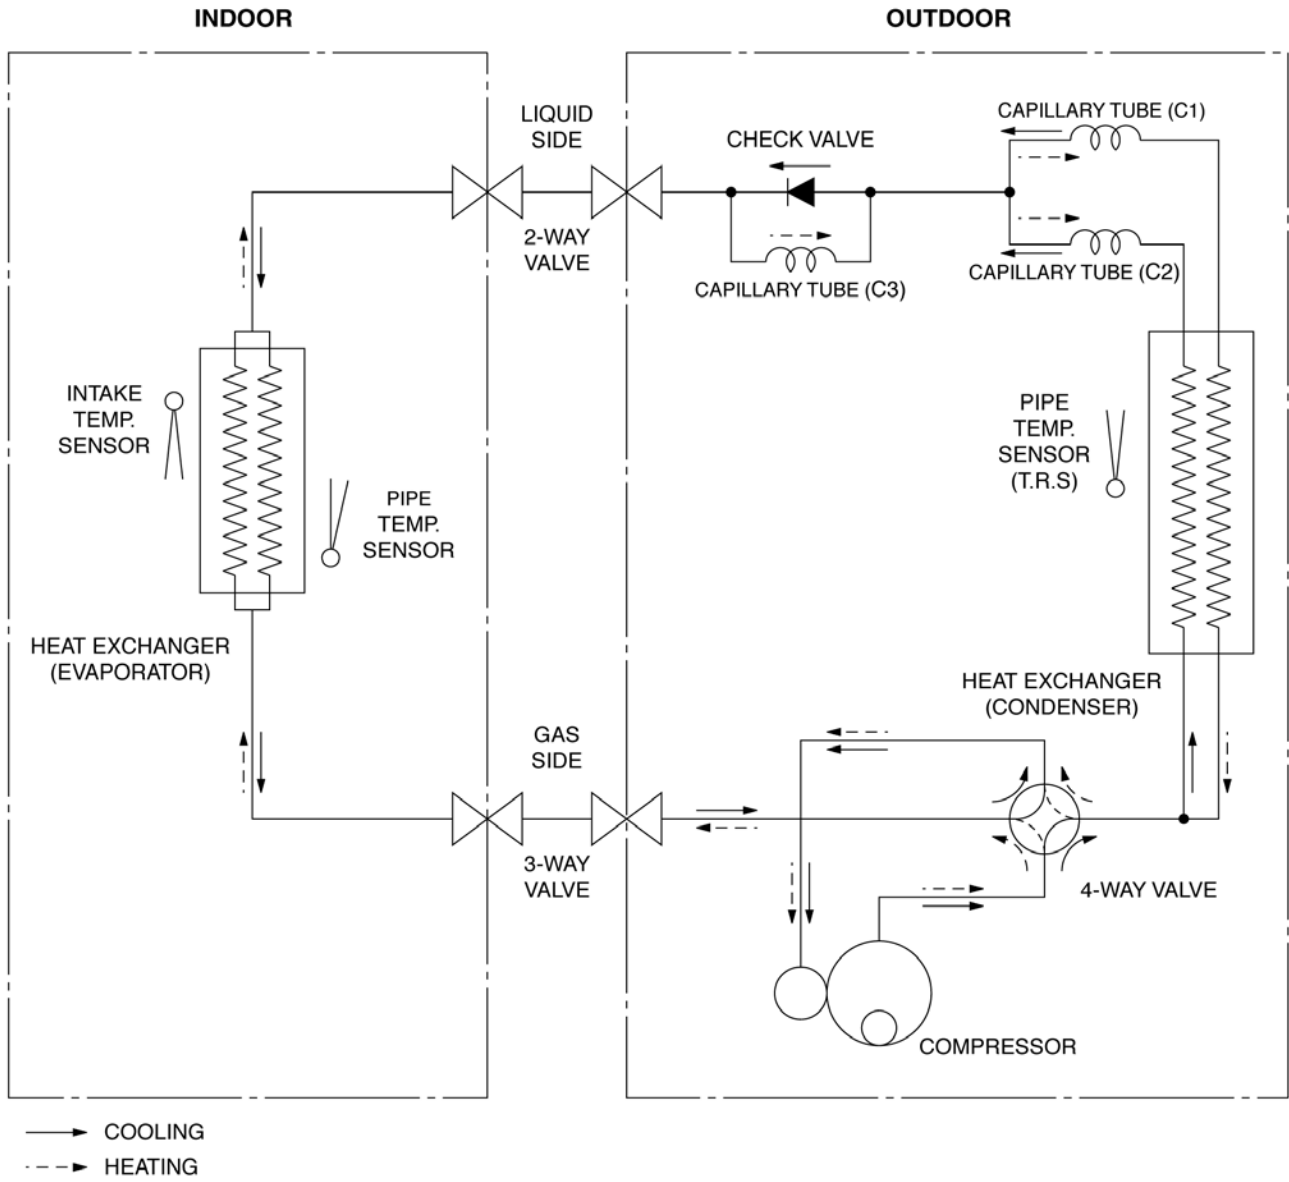 INDOOR
OUTDOOR
LIQUID
SIDE
2-WAY
VALVE
CHECK VALVE
CAPILLARY TUBE (C3)
CAPILLARY TUBE (C1)
CAPILLARY TUBE (C2)
INTAKE
TEMP.
SENSOR
PIPE
TEMP.
SENSOR
PIPE
TEMP.
SENSOR
(T.R.S)
HEAT EXCHANGER
(EVAPORATOR)
HEAT EXCHANGER
(CONDENSER)
GAS
SIDE
3-WAY
VALVE
4-WAY VALVE
COMPRESSOR
COOLING
HEATING